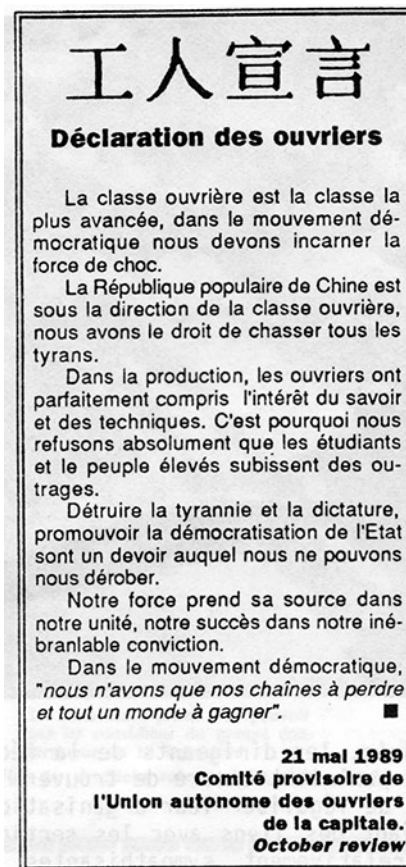 工人宣言
Déclaration des ouvriers
La classe ouvrière est la classe la
plus avancée, dans le mouvement dé-
mocratique nous devons incarner la
force de choc.
La République populaire de Chine est
sous la direction de la classe ouvrière,
nous avons le droit de chasser tous les
tyrans.
Dans la production, les ouvriers ont
parfaitement compris l'intérêt du savoir
et des techniques. C'est pourquoi nous
refusons absolument que les étudiants
et le peuple élevés subissent des ou-
trages.
Détruire la tyrannie et la dictature,
promouvoir la démocratisation de l'Etat
sont un devoir auquel nous ne pouvons
nous dérober.
Notre force prend sa source dans
notre unité, notre succès dans notre iné-
branlable conviction.
Dans le mouvement démocratique,
"nous n'avons que nos chaînes à perdre
et tout un monde à gagner". ■
21 mai 1989
Comité provisoire de
l'Union autonome des ouvriers
de la capitale.
October review